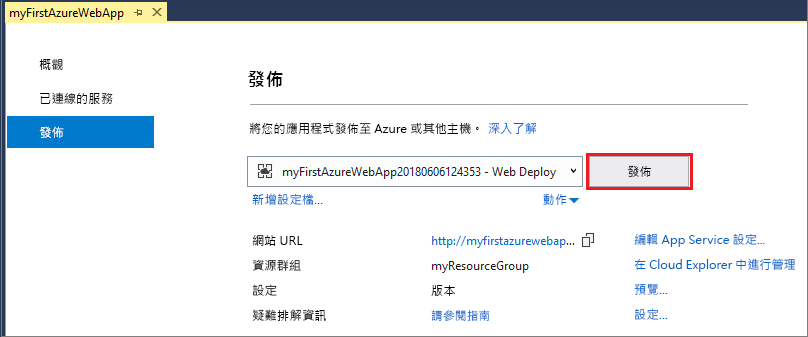 myFirstAzureWebApp
概觀
已連線的服務
發佈
發佈
將您的應用程式發佈至 Azure 或其他主機。 深入了解
myFirstAzureWebApp20180606124353 - Web Deploy 發佈
新增設定檔... 動作
網站 URL http://myfirstazurewebap... 編輯 App Service 設定...
資源群組 myResourceGroup 在 Cloud Explorer 中進行管理
設定 版本 預覽...
疑難排解資訊 請參閱指南 設定...